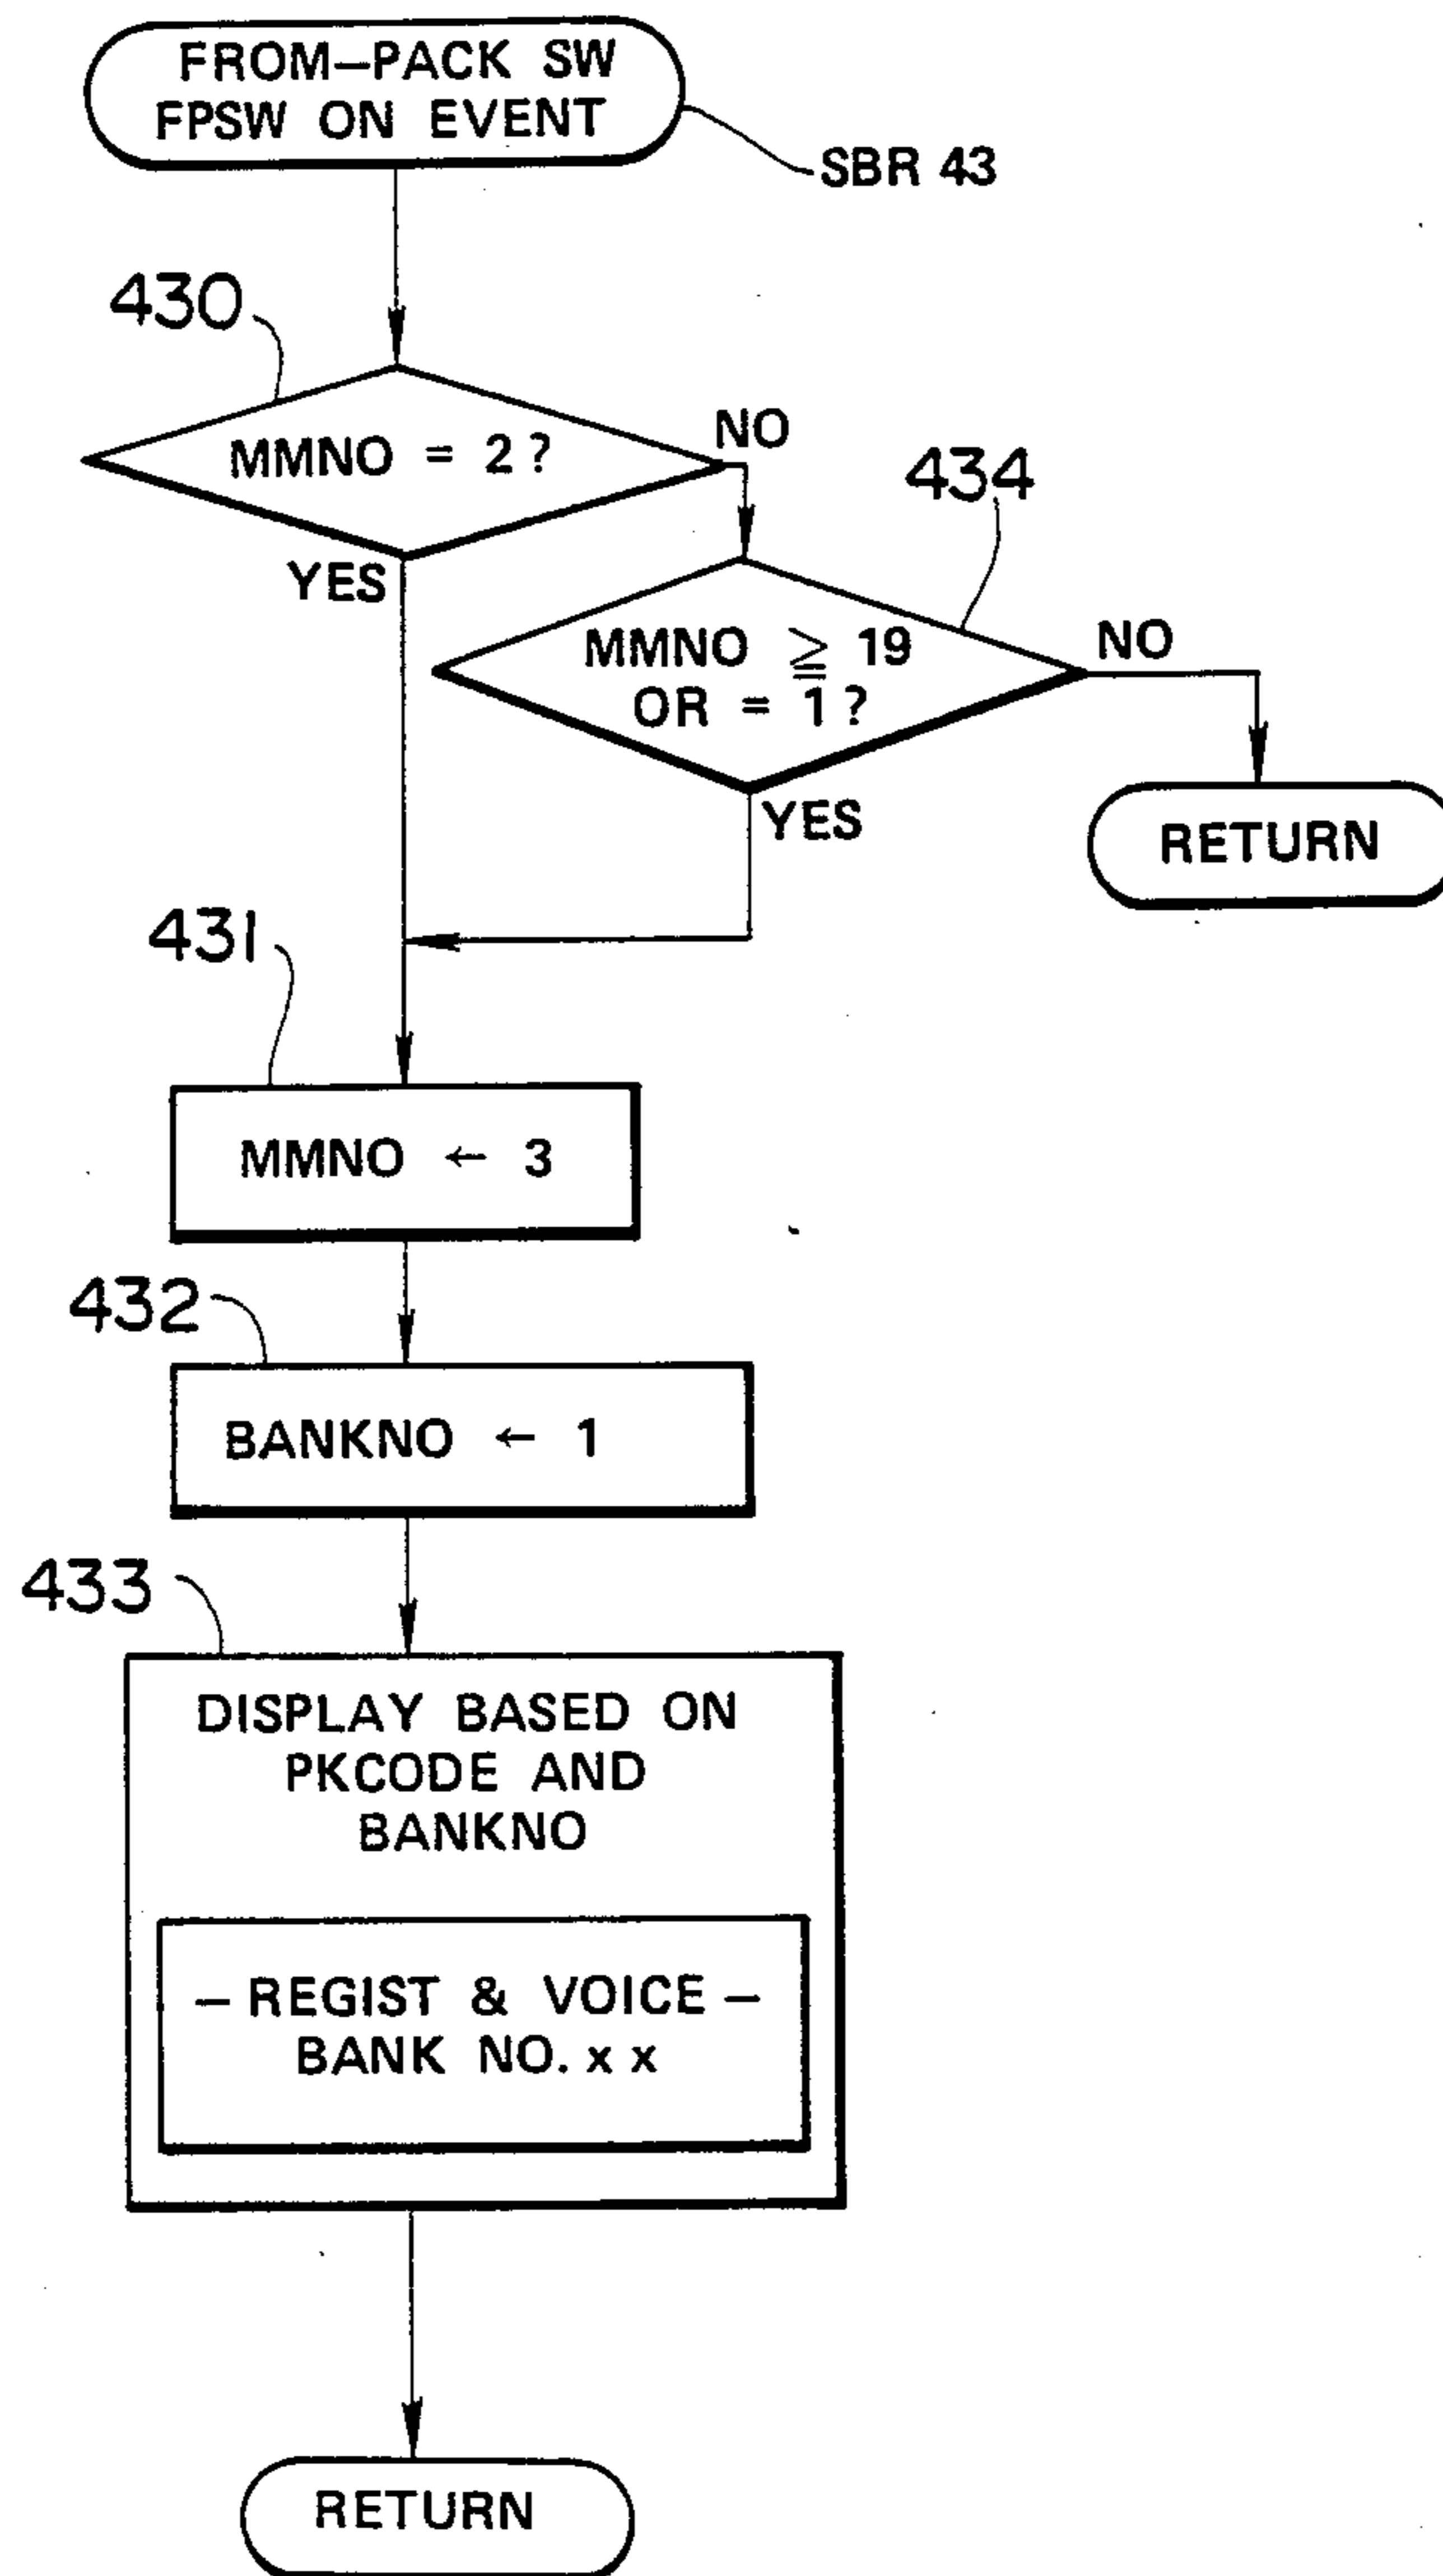 FROM—PACK SW
FPSW ON EVENT
SBR 43
430
MMNO = 2?
NO
434
YES
MMNO ≧ 19
OR = 1?
NO
YES
RETURN
431
MMNO ← 3
432
BANKNO ← 1
433
DISPLAY BASED ON
PKCODE AND
BANKNO
— REGIST & VOICE —
BANK NO. x x
RETURN